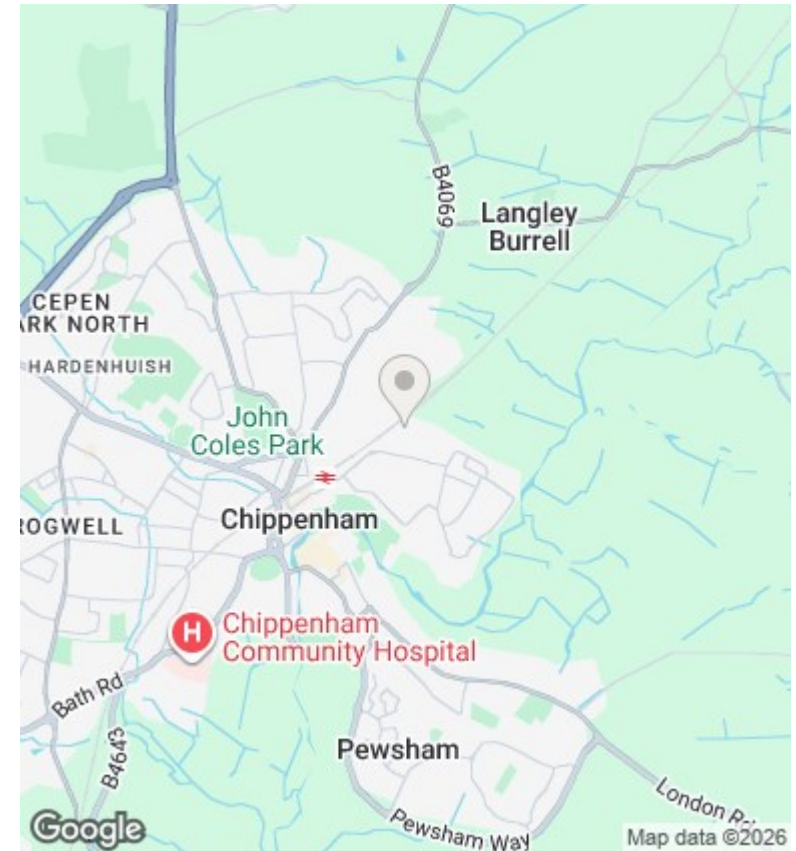 B4069
Langley
Burrell
CEPEN
ARK NORTH
HARDENHUISH
John
Coles Park
ROGWELL
Chippenham
H
Chippenham
Community Hospital
Bath Rd
B4643
Pewsham
Pewsham Way
London Rd
Google
Map data ©2026